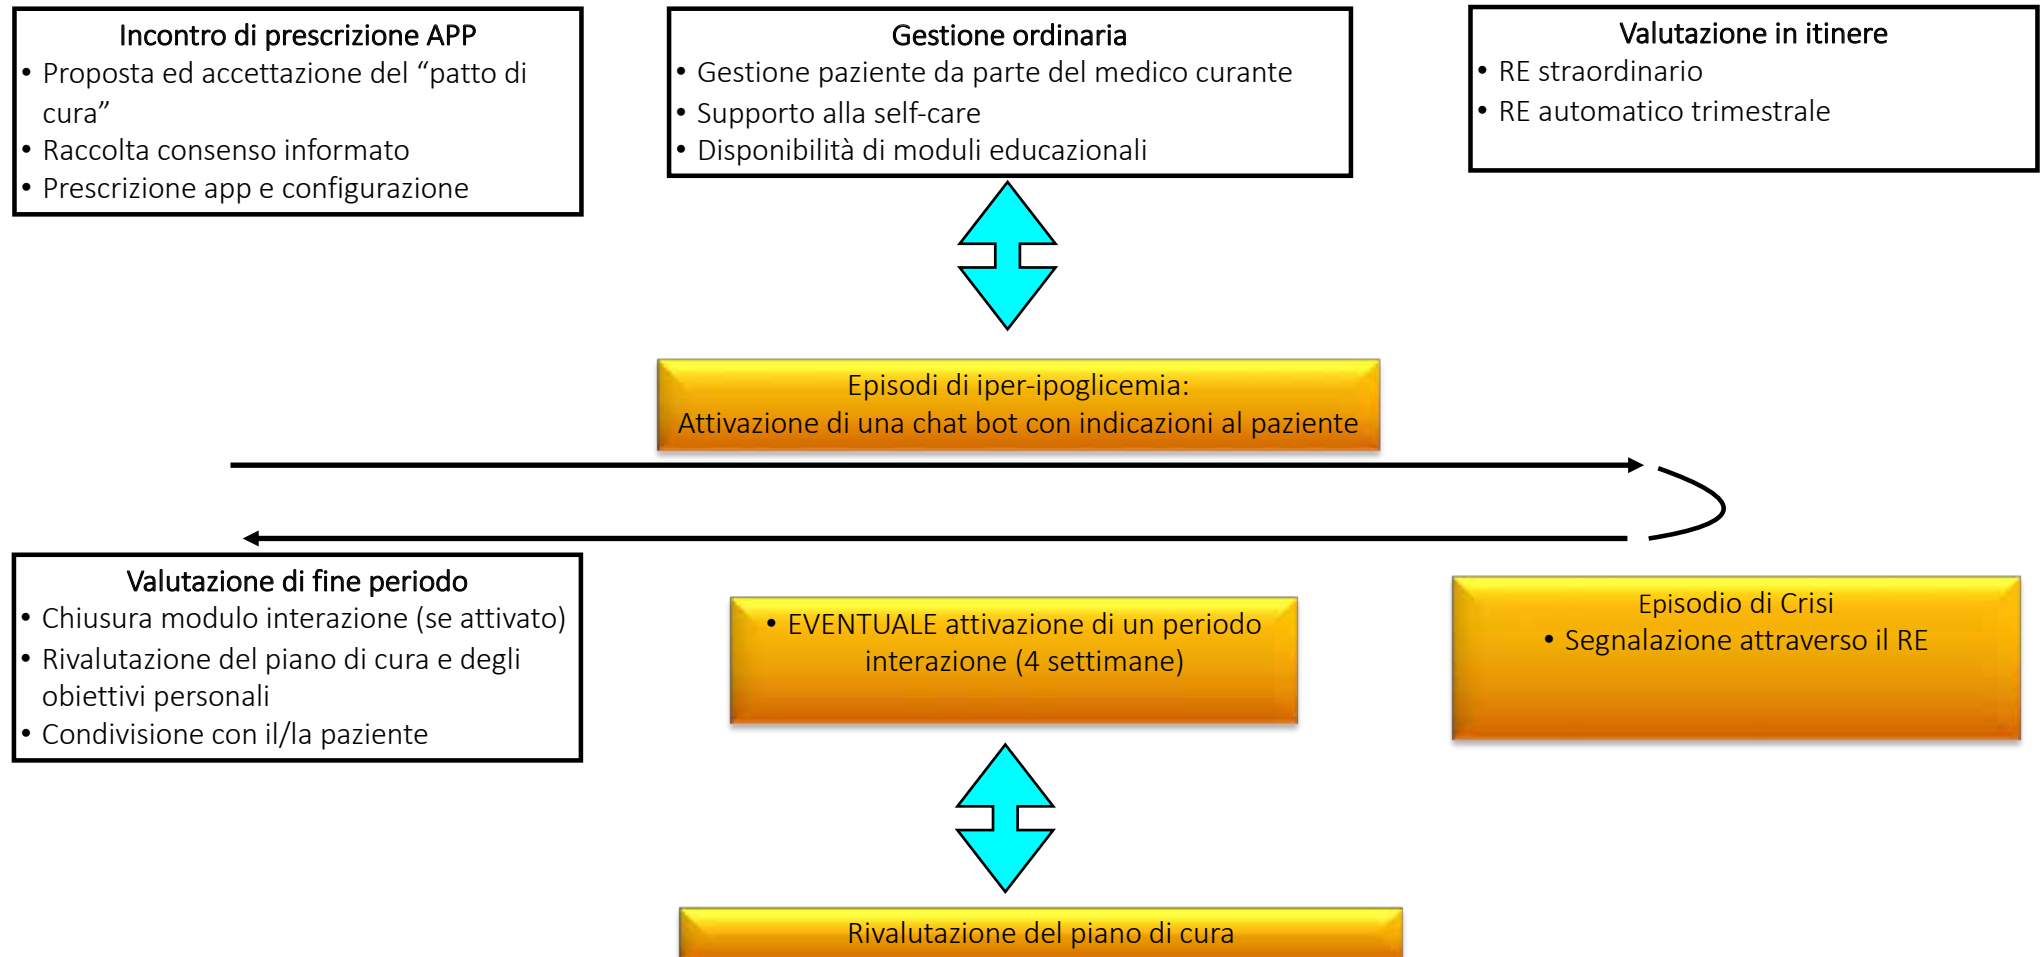 Incontro di prescrizione APP
• Proposta ed accettazione del “patto di
cura”
• Raccolta consenso informato
• Prescrizione app e configurazione
Gestione ordinaria
• Gestione paziente da parte del medico curante
• Supporto alla self-care
• Disponibilità di moduli educazionali
Valutazione in itinere
• RE straordinario
• RE automatico trimestrale
Episodi di iper-ipoglicemia:
Attivazione di una chat bot con indicazioni al paziente
Valutazione di fine periodo
• Chiusura modulo interazione (se attivato)
• Rivalutazione del piano di cura e degli
obiettivi personali
• Condivisione con il/la paziente
• EVENTUALE attivazione di un periodo
interazione (4 settimane)
Episodio di Crisi
• Segnalazione attraverso il RE
Rivalutazione del piano di cura